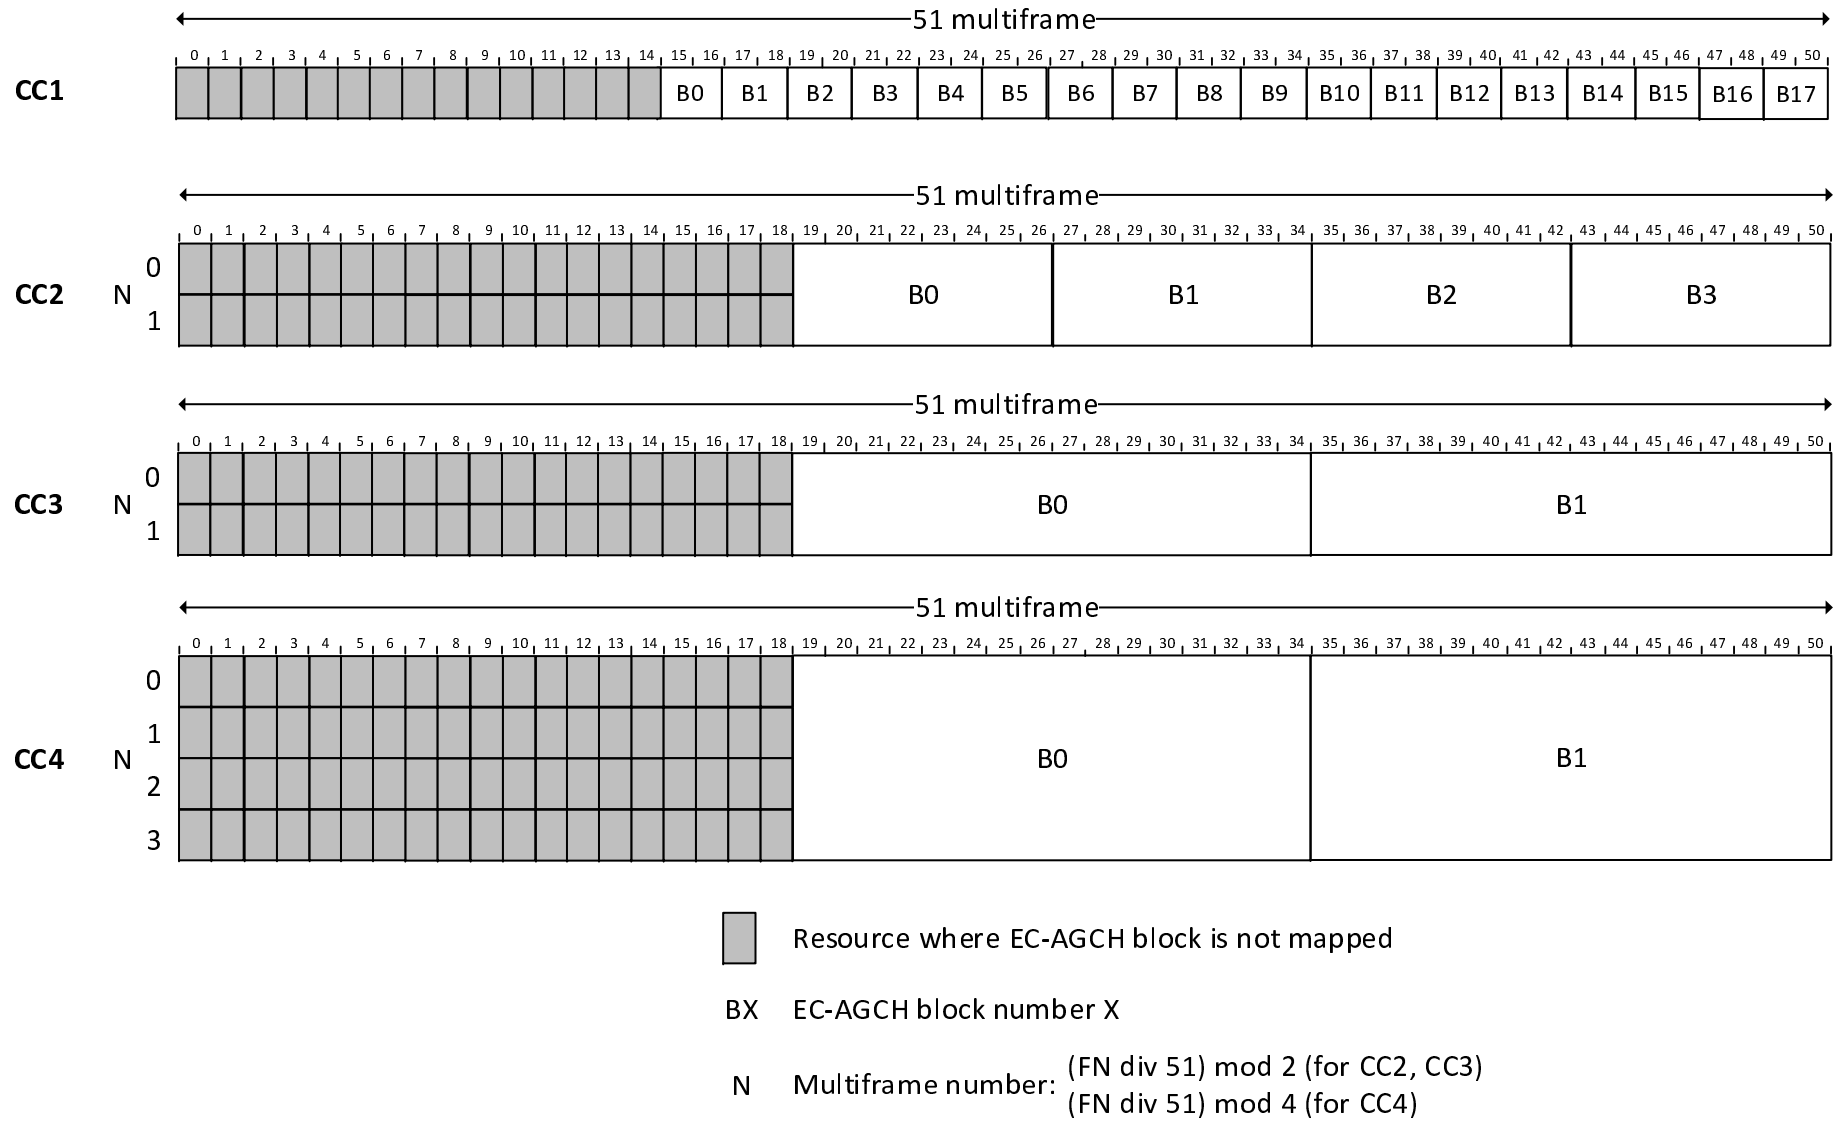 51 multiframe
0 1 2 3 4 5 6 7 8 9 10 11 12 13 14 15 16 17 18 19 20 21 22 23 24 25 26 27 28 29 30 31 32 33 34 35 36 37 38 39 40 41 42 43 44 45 46 47 48 49 50
CC1 B0 B1 B2 B3 B4 B5 B6 B7 B8 B9 B10 B11 B12 B13 B14 B15 B16 B17
51 multiframe
0 1 2 3 4 5 6 7 8 9 10 11 12 13 14 15 16 17 18 19 20 21 22 23 24 25 26 27 28 29 30 31 32 33 34 35 36 37 38 39 40 41 42 43 44 45 46 47 48 49 50
0
CC2 N B0 B1 B2 B3
1
51 multiframe
0 1 2 3 4 5 6 7 8 9 10 11 12 13 14 15 16 17 18 19 20 21 22 23 24 25 26 27 28 29 30 31 32 33 34 35 36 37 38 39 40 41 42 43 44 45 46 47 48 49 50
0
CC3 N B0 B1
1
51 multiframe
0 1 2 3 4 5 6 7 8 9 10 11 12 13 14 15 16 17 18 19 20 21 22 23 24 25 26 27 28 29 30 31 32 33 34 35 36 37 38 39 40 41 42 43 44 45 46 47 48 49 50
0
1
CC4 N B0 B1
2
3
Resource where EC-AGCH block is not mapped
BX EC-AGCH block number X
(FN div 51) mod 2 (for CC2, CC3)
N Multiframe number:
(FN div 51) mod 4 (for CC4)